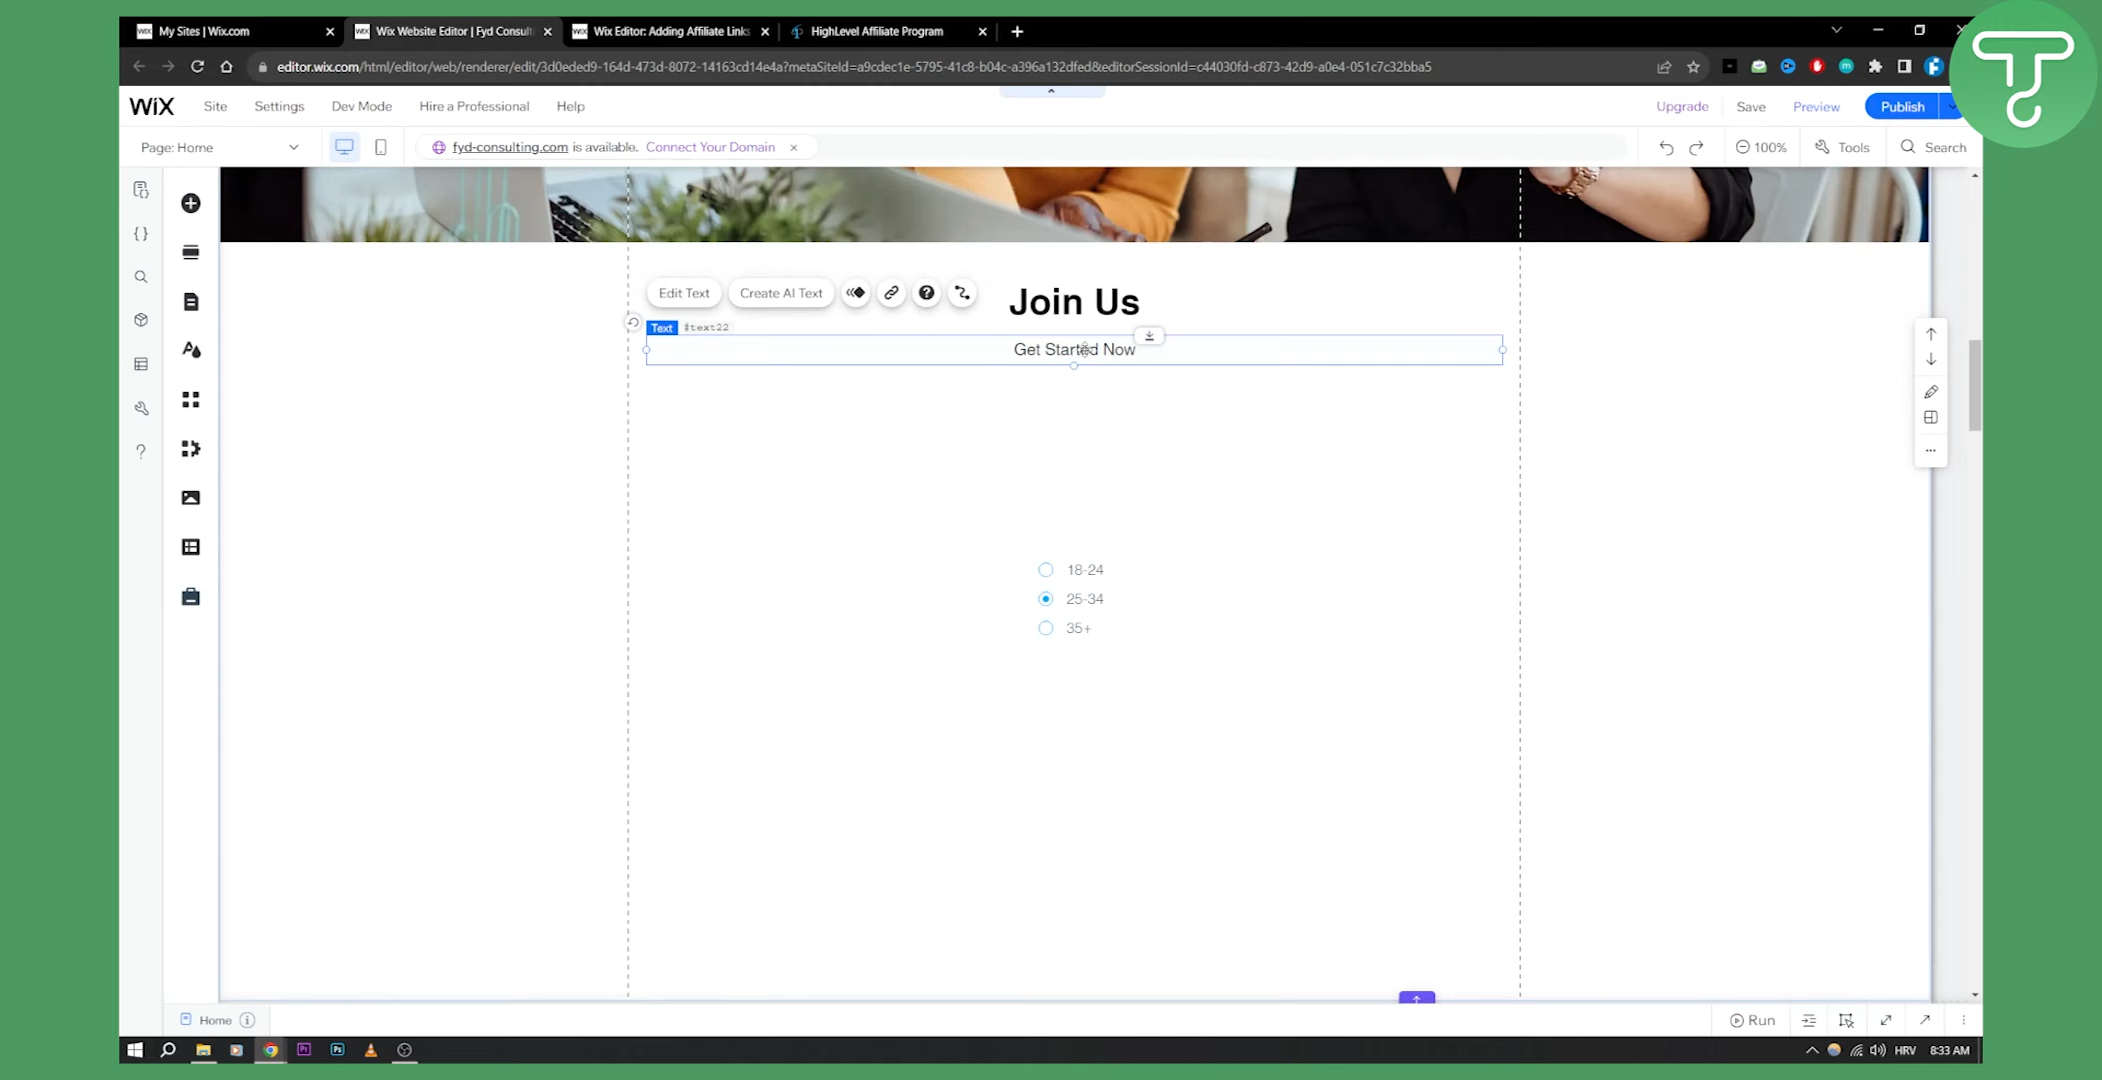 My Sites | Wix.com
Wix Website Editor | Fyd Consult
Wix Editor: Adding Affiliate Links
HighLevel Affiliate Program
editor.wix.com/html/editor/web/renderer/edit/3d0eded9-164d-473d-8072-14163cd14e4a?metaSiteId=a9cdec1e-5795-41c8-b04c-a396a132dfed&editorSessionId=c44030fd-c873-42d9-a0e4-051c7c32bba5
WiX Site Settings Dev Mode Hire a Professional Help Upgrade Save Preview Publish
Page: Home fyd-consulting.com is available. Connect Your Domain 100% Tools Search
Join Us
Edit Text Create AI Text
Text #text22
Get Started Now
18-24
25-34
35+
Home Run
HRV 8:33 AM